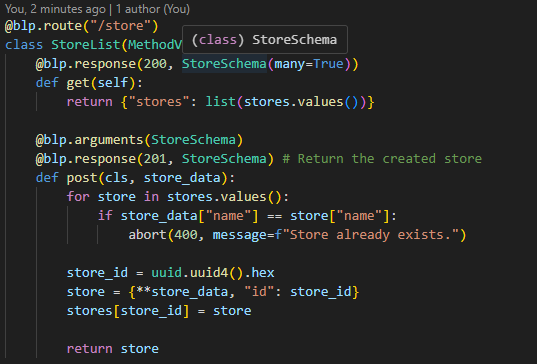 You, 2 minutes ago | 1 author (You)
@blp.route("/store")
class StoreList(MethodV
(class) StoreSchema
    @blp.response(200, StoreSchema(many=True))
    def get(self):
        return {"stores": list(stores.values())}
    @blp.arguments(StoreSchema)
    @blp.response(201, StoreSchema) # Return the created store
    def post(cls, store_data):
        for store in stores.values():
            if store_data["name"] == store["name"]:
                abort(400, message=f"Store already exists.")
        store_id = uuid.uuid4().hex
        store = {**store_data, "id": store_id}
        stores[store_id] = store
        return store